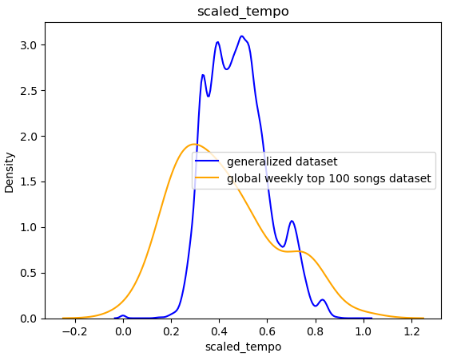 scaled_tempo
3.0
2.5
2.0
1.5
1.0
0.5
0.0
Density
generalized dataset
global weekly top 100 songs dataset
−0.2 0.0 0.2 0.4 0.6 0.8 1.0 1.2
scaled_tempo